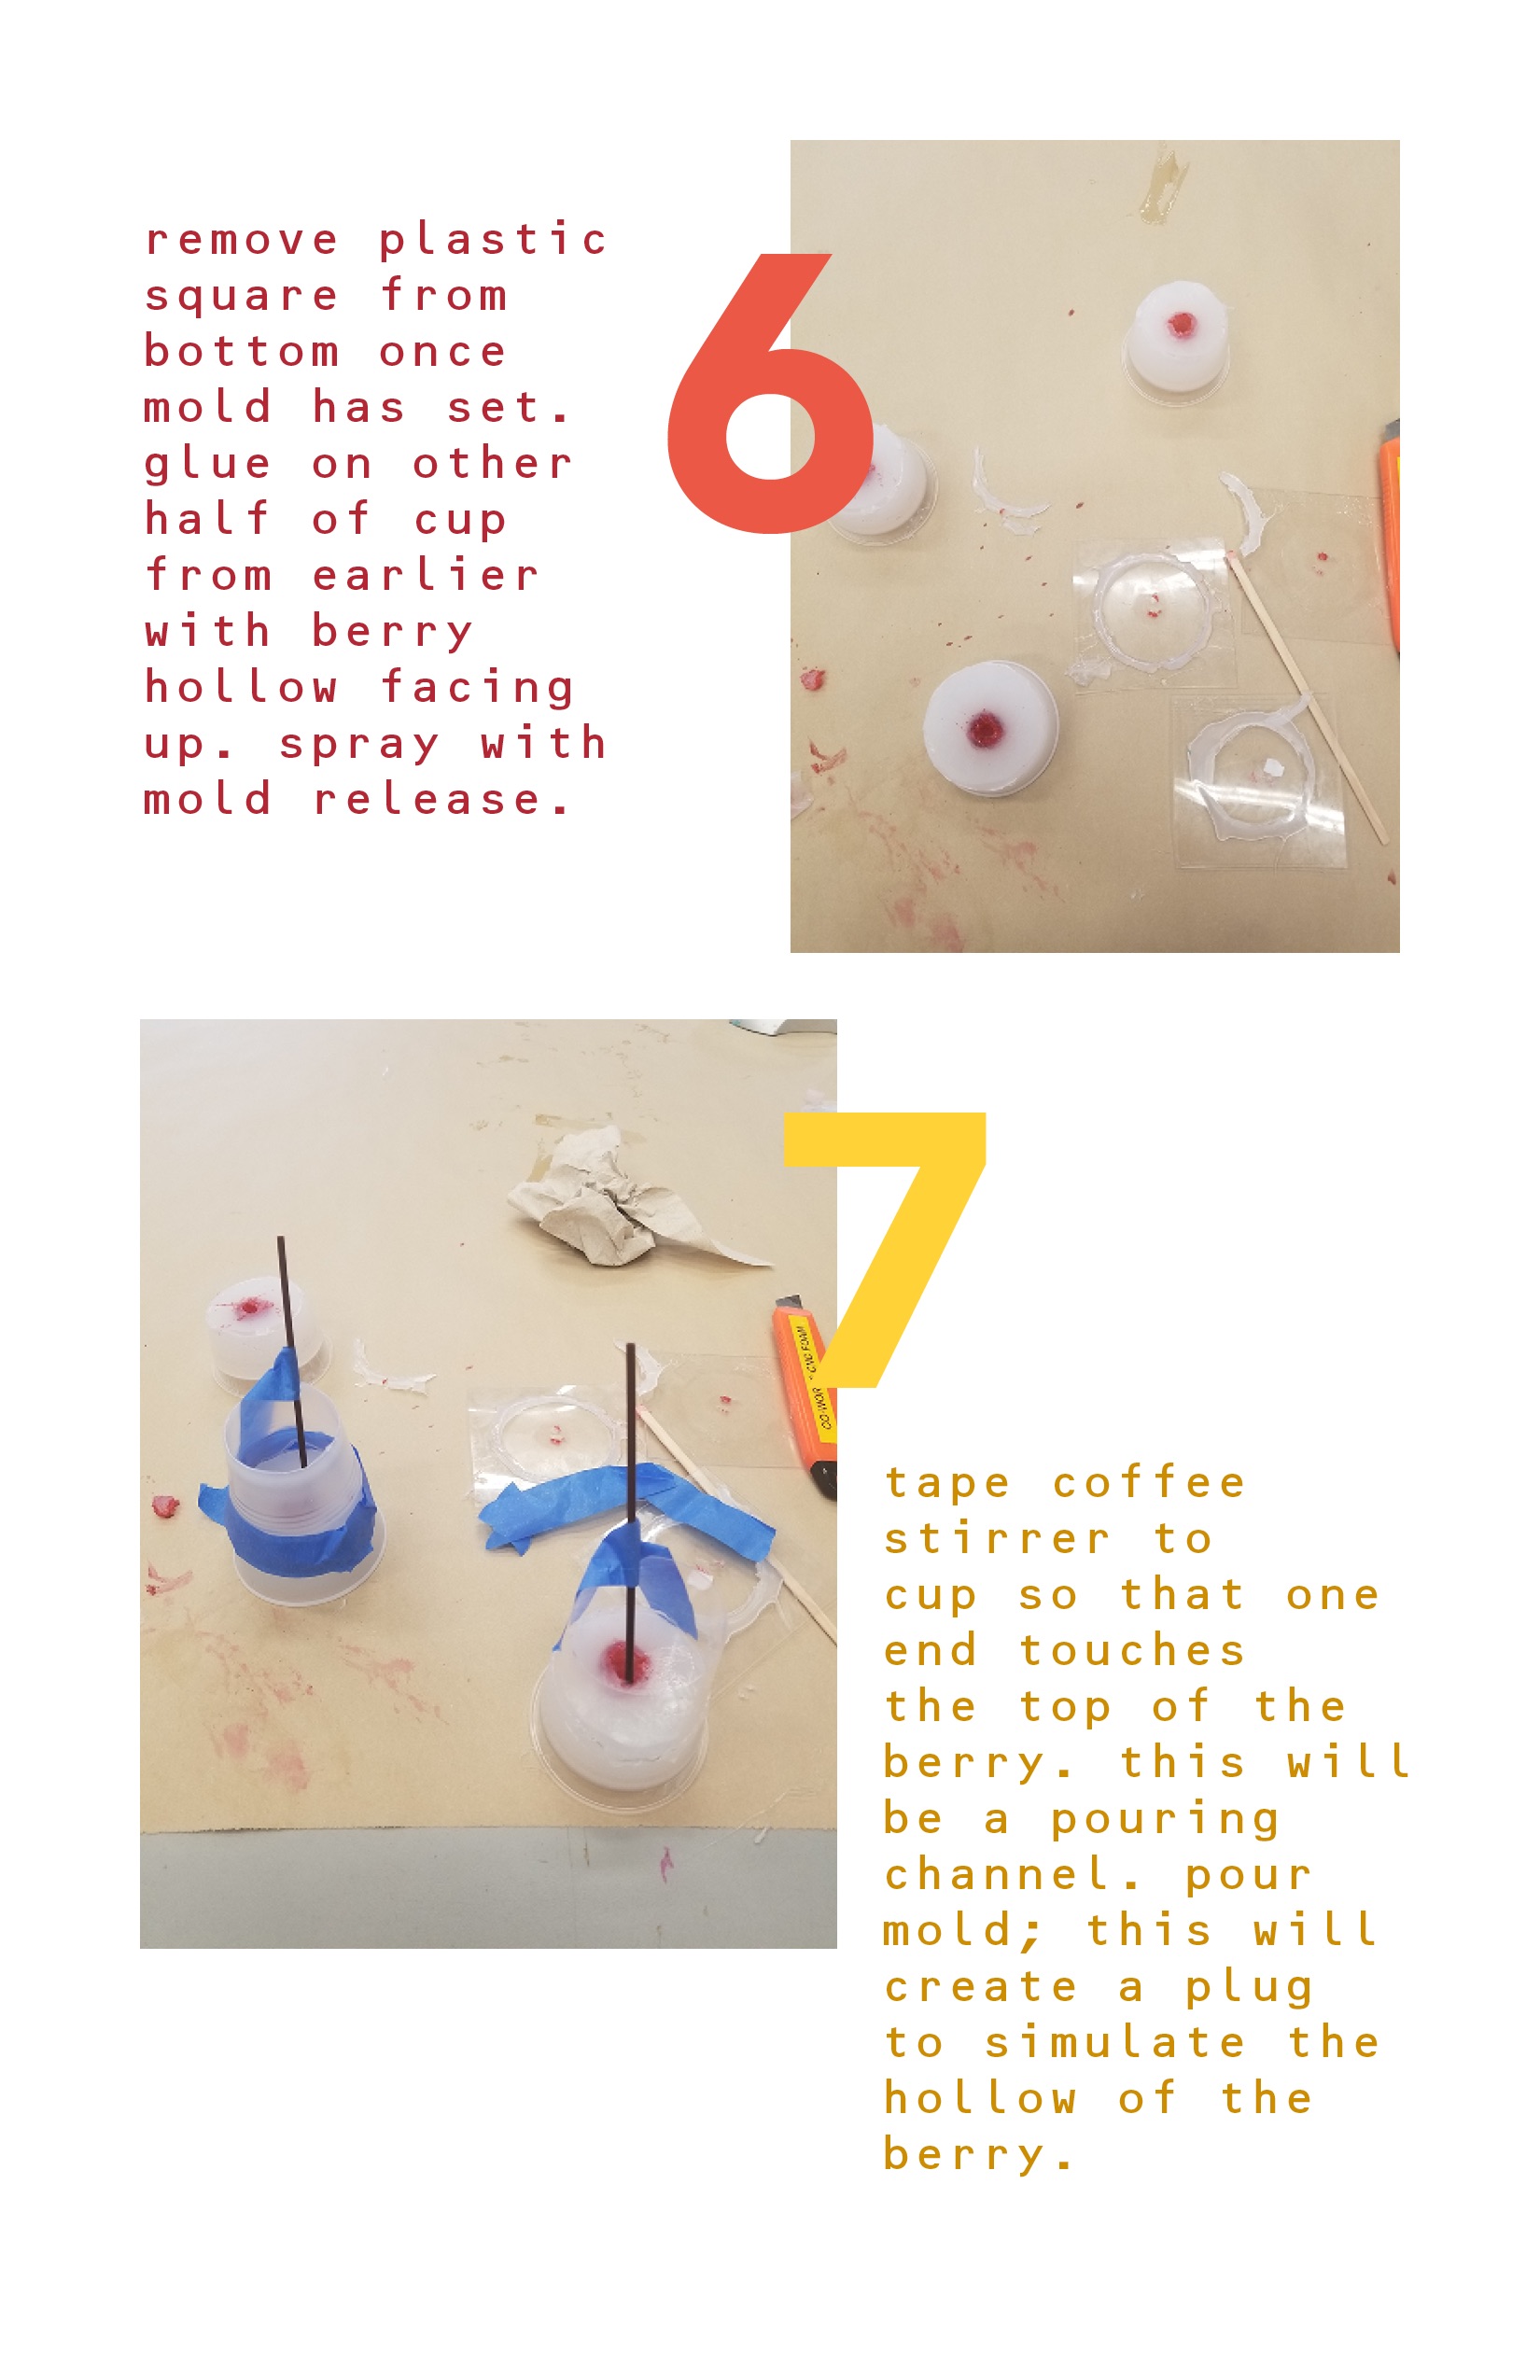 remove plastic
square from
bottom once
mold has set.
glue on other
half of cup
from earlier
with berry
hollow facing
up. spray with
mold release.
6
7
tape coffee
stirrer to
cup so that one
end touches
the top of the
berry. this will
be a pouring
channel. pour
mold; this will
create a plug
to simulate the
hollow of the
berry.